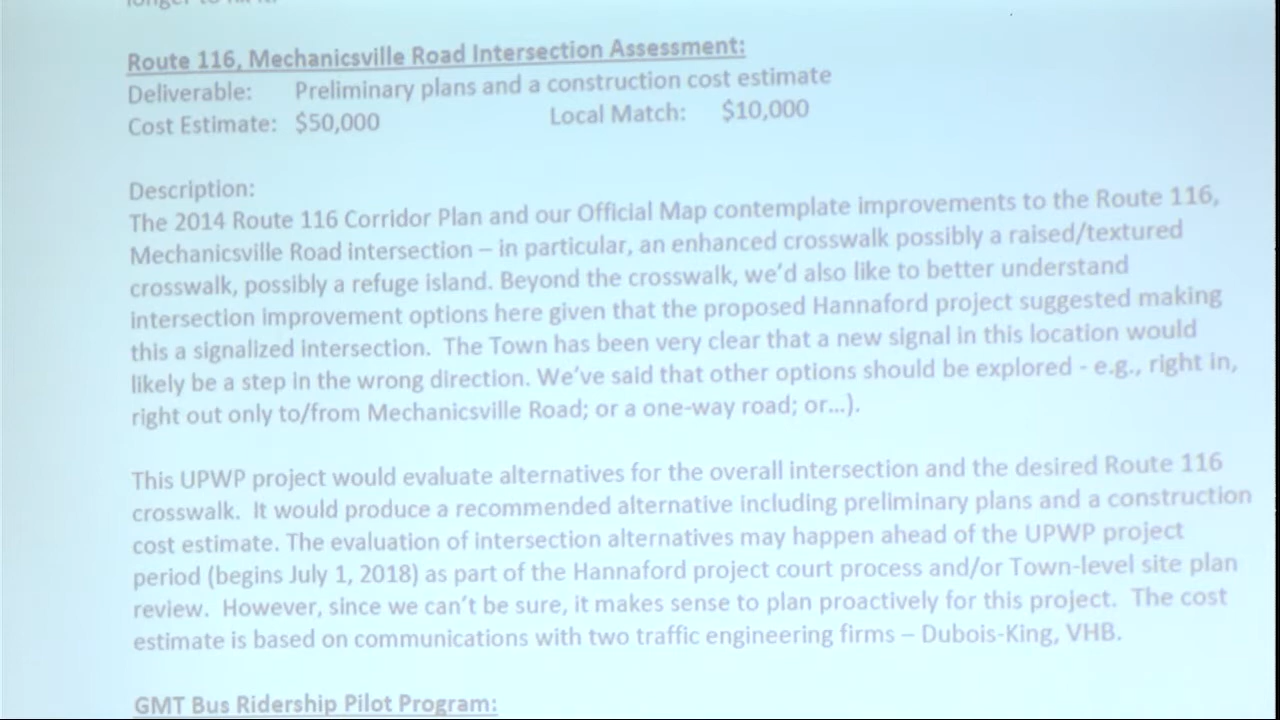 longer to
Route 116, Mechanicsville Road Intersection Assessment:
Deliverable: Preliminary plans and a construction cost estimate
Cost Estimate: $50,000 Local Match: $10,000
Description:
The 2014 Route 116 Corridor Plan and our Official Map contemplate improvements to the Route 116,
Mechanicsville Road intersection – in particular, an enhanced crosswalk possibly a raised/textured
crosswalk, possibly a refuge island. Beyond the crosswalk, we'd also like to better understand
intersection improvement options here given that the proposed Hannaford project suggested making
this a signalized intersection. The Town has been very clear that a new signal in this location would
likely be a step in the wrong direction. We've said that other options should be explored - e.g., right in,
right out only to/from Mechanicsville Road; or a one-way road; or...).
This UPWP project would evaluate alternatives for the overall intersection and the desired Route 116
crosswalk. It would produce a recommended alternative including preliminary plans and a construction
cost estimate. The evaluation of intersection alternatives may happen ahead of the UPWP project
period (begins July 1, 2018) as part of the Hannaford project court process and/or Town-level site plan
review. However, since we can't be sure, it makes sense to plan proactively for this project. The cost
estimate is based on communications with two traffic engineering firms – Dubois-King, VHB.
GMT Bus Ridership Pilot Program: